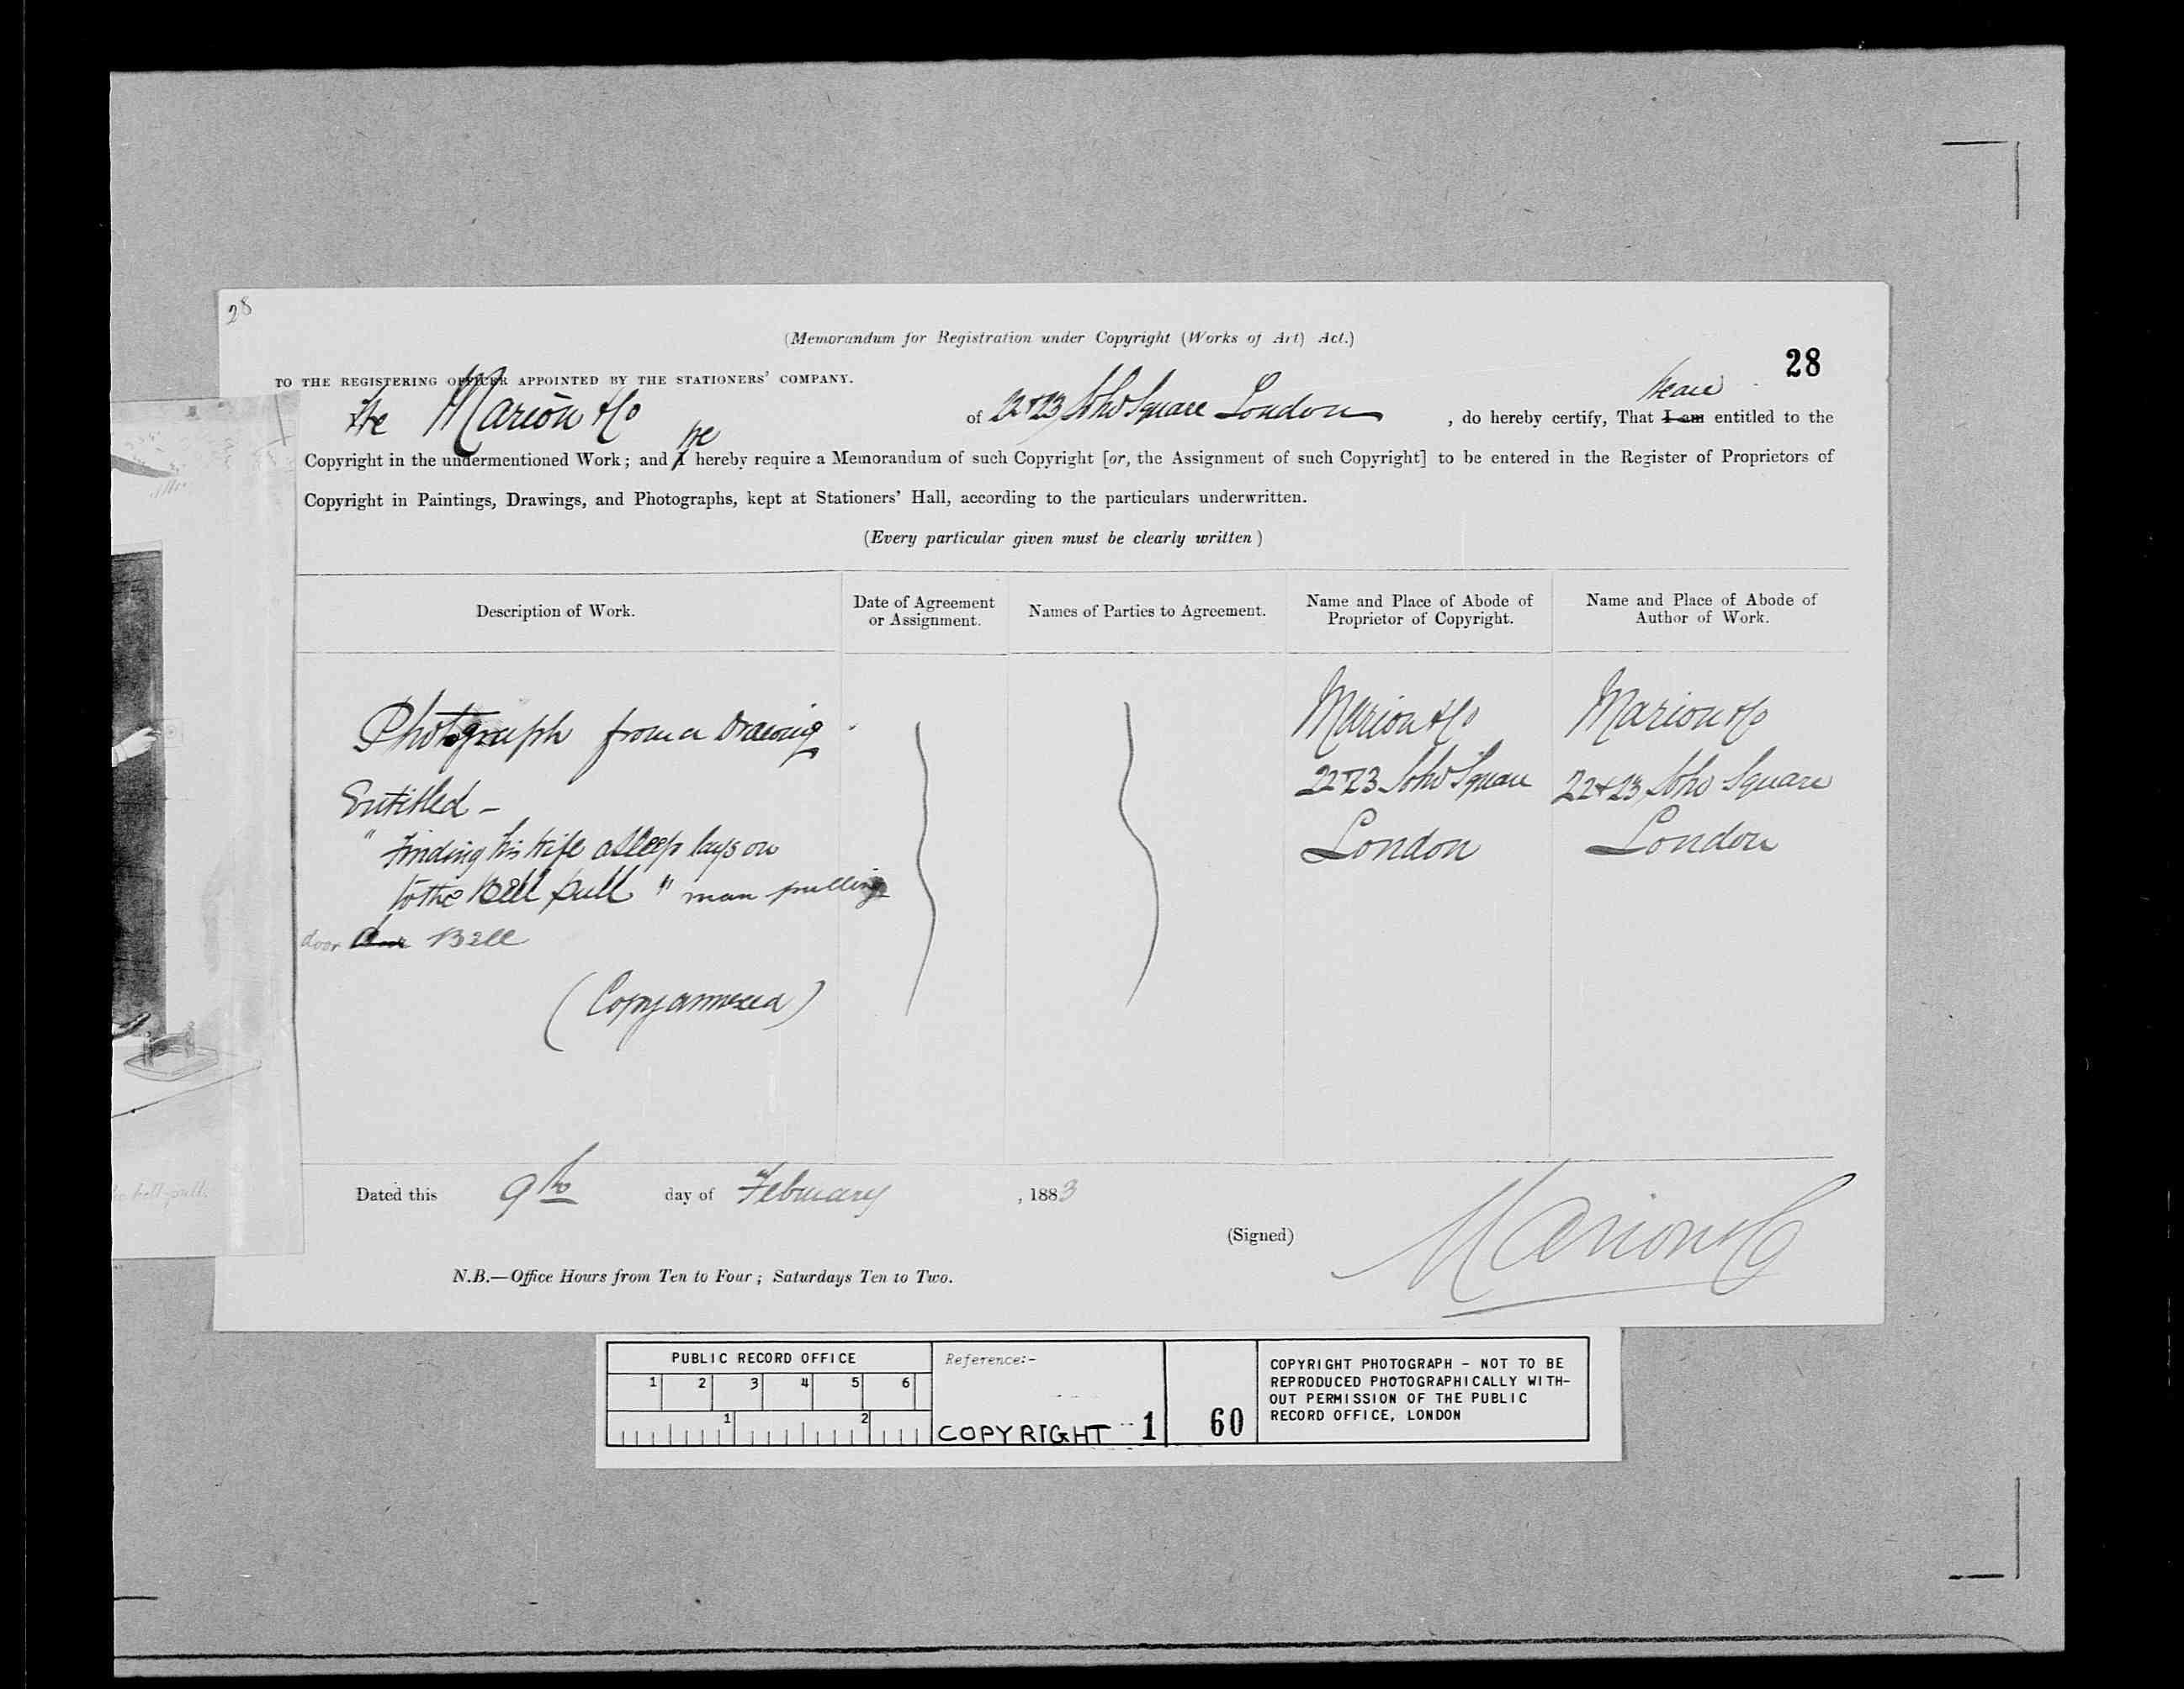 28
(Memorandum for Registration under Copyright (Works of Art) Act.)
28
TO THE REGISTERING OFFICER APPOINTED BY THE STATIONERS' COMPANY.
We are
We Marion & Co of 22 & 23 Soho Square London, do hereby certify, That I am entitled to the
We
Copyright in the undermentioned Work; and I hereby require a Memorandum of such Copyright [or, the Assignment of such Copyright] to be entered in the Register of Proprietors of
Copyright in Paintings, Drawings, and Photographs, kept at Stationers' Hall, according to the particulars underwritten.
(Every particular given must be clearly written)
Description of Work.
Date of Agreement
or Assignment.
Names of Parties to Agreement.
Name and Place of Abode of
Proprietor of Copyright.
Name and Place of Abode of
Author of Work.
Photograph from a Drawing
Entitled –
"Finding his Wife asleep lays on
to the Bell pull" man pulling
door Bell
(Copy annexed)
Marion & Co
22 & 23 Soho Square
London
Marion & Co
22 & 23 Soho Square
London
bell-pull.
Dated this 9th day of February, 1883
(Signed) Marion & Co
N.B.—Office Hours from Ten to Four; Saturdays Ten to Two.
PUBLIC RECORD OFFICE
1 2 3 4 5 6
1 2
Reference:-
COPYRIGHT 1 60
COPYRIGHT PHOTOGRAPH - NOT TO BE
REPRODUCED PHOTOGRAPHICALLY WITH-
OUT PERMISSION OF THE PUBLIC
RECORD OFFICE, LONDON